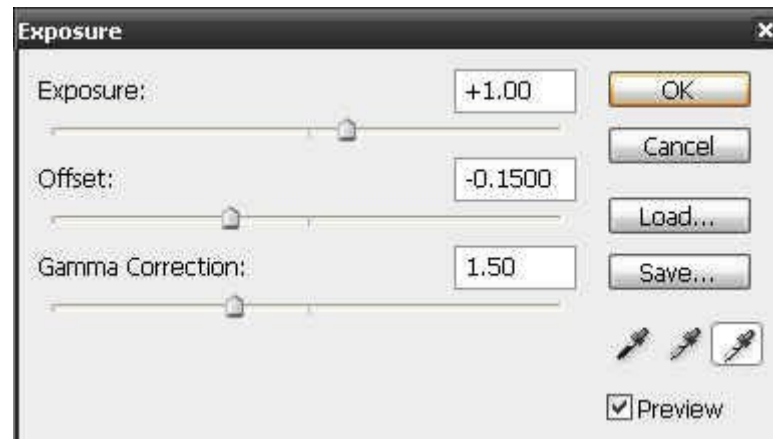 Exposure
Exposure: +1.00
OK
Cancel
Offset: -0.1500
Load...
Gamma Correction: 1.50
Save...
Preview